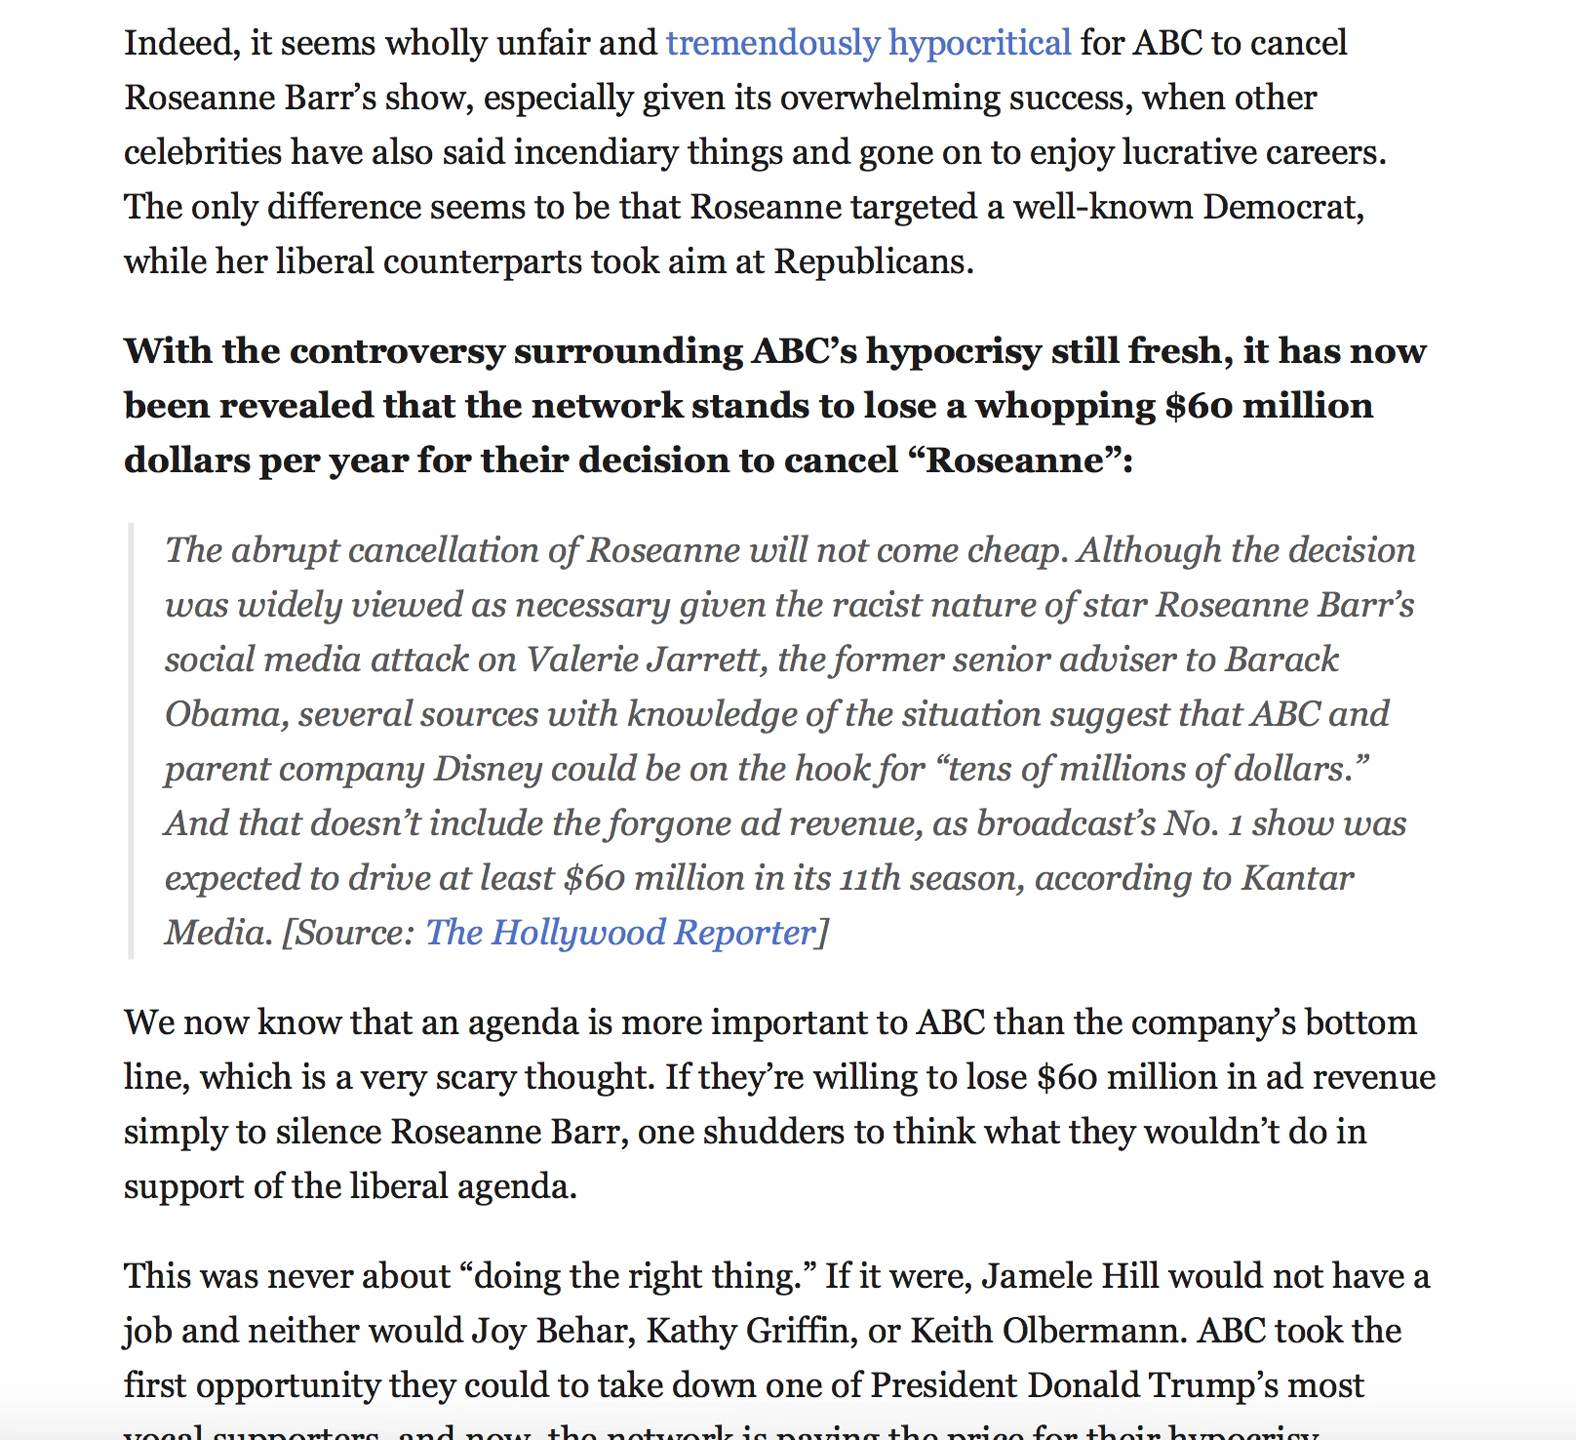 Indeed, it seems wholly unfair and tremendously hypocritical for ABC to cancel
Roseanne Barr’s show, especially given its overwhelming success, when other
celebrities have also said incendiary things and gone on to enjoy lucrative careers.
The only difference seems to be that Roseanne targeted a well-known Democrat,
while her liberal counterparts took aim at Republicans.
With the controversy surrounding ABC’s hypocrisy still fresh, it has now
been revealed that the network stands to lose a whopping $60 million
dollars per year for their decision to cancel “Roseanne”:
The abrupt cancellation of Roseanne will not come cheap. Although the decision
was widely viewed as necessary given the racist nature of star Roseanne Barr’s
social media attack on Valerie Jarrett, the former senior adviser to Barack
Obama, several sources with knowledge of the situation suggest that ABC and
parent company Disney could be on the hook for “tens of millions of dollars.”
And that doesn’t include the forgone ad revenue, as broadcast’s No. 1 show was
expected to drive at least $60 million in its 11th season, according to Kantar
Media. [Source: The Hollywood Reporter]
We now know that an agenda is more important to ABC than the company’s bottom
line, which is a very scary thought. If they’re willing to lose $60 million in ad revenue
simply to silence Roseanne Barr, one shudders to think what they wouldn’t do in
support of the liberal agenda.
This was never about “doing the right thing.” If it were, Jamele Hill would not have a
job and neither would Joy Behar, Kathy Griffin, or Keith Olbermann. ABC took the
first opportunity they could to take down one of President Donald Trump’s most
vocal supporters, and now, the network is paying the price for their hypocrisy.